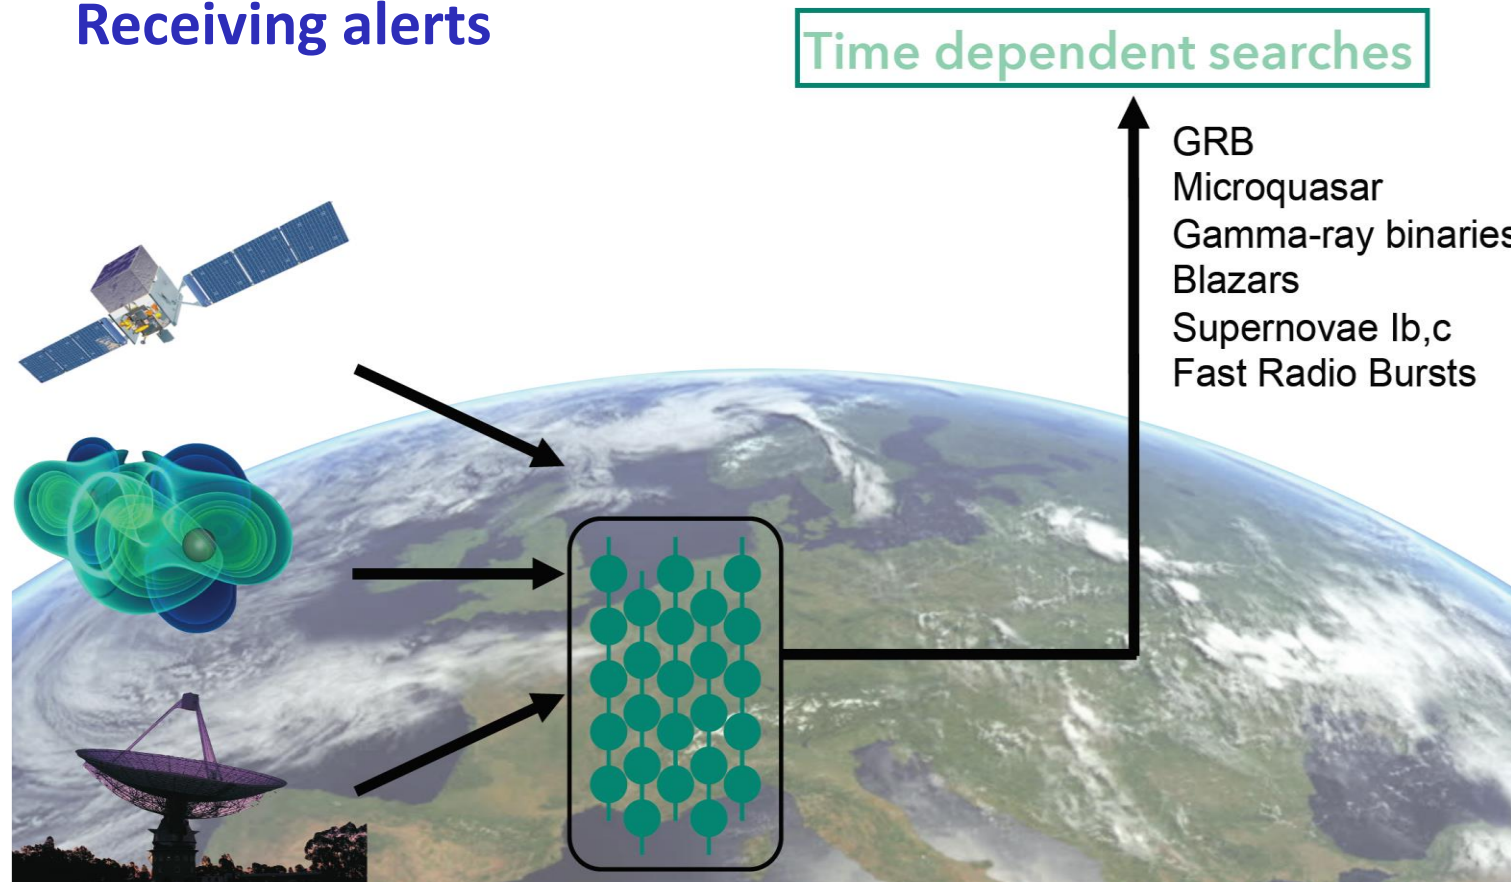 Receiving alerts
Time dependent searches
GRB
Microquasar
Gamma-ray binaries
Blazars
Supernovae Ib,c
Fast Radio Bursts